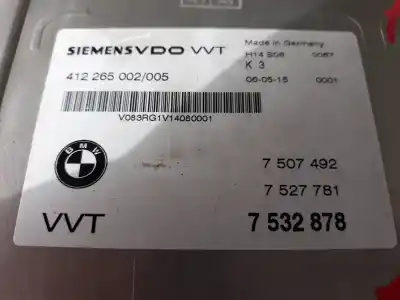 SIEMENSVDO VVT
Made in Germany
H14 S08 0067
412 265 002/005
K 3
06-05-15 0001
V083RG1V14080001
BMW
7 507 492
7 527 781
VVT 7 532 878